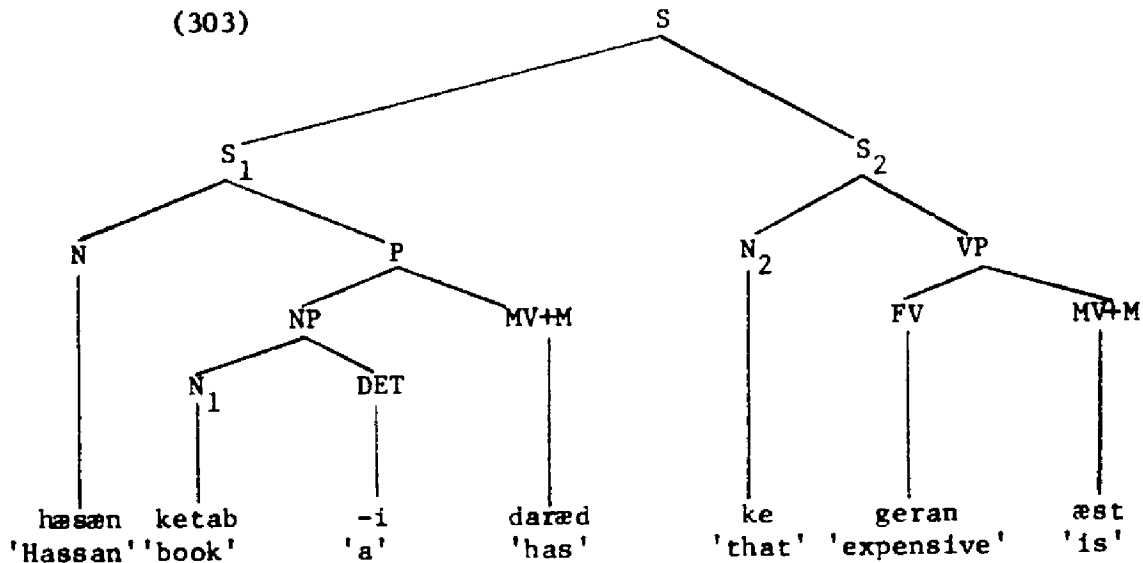 (303)
S
S1 S2
N P N2 VP
NP MV+M FV MV+M
N1 DET
hæsæn ketab -i daræd ke geran æst
'Hassan' 'book' 'a' 'has' 'that' 'expensive' 'is'